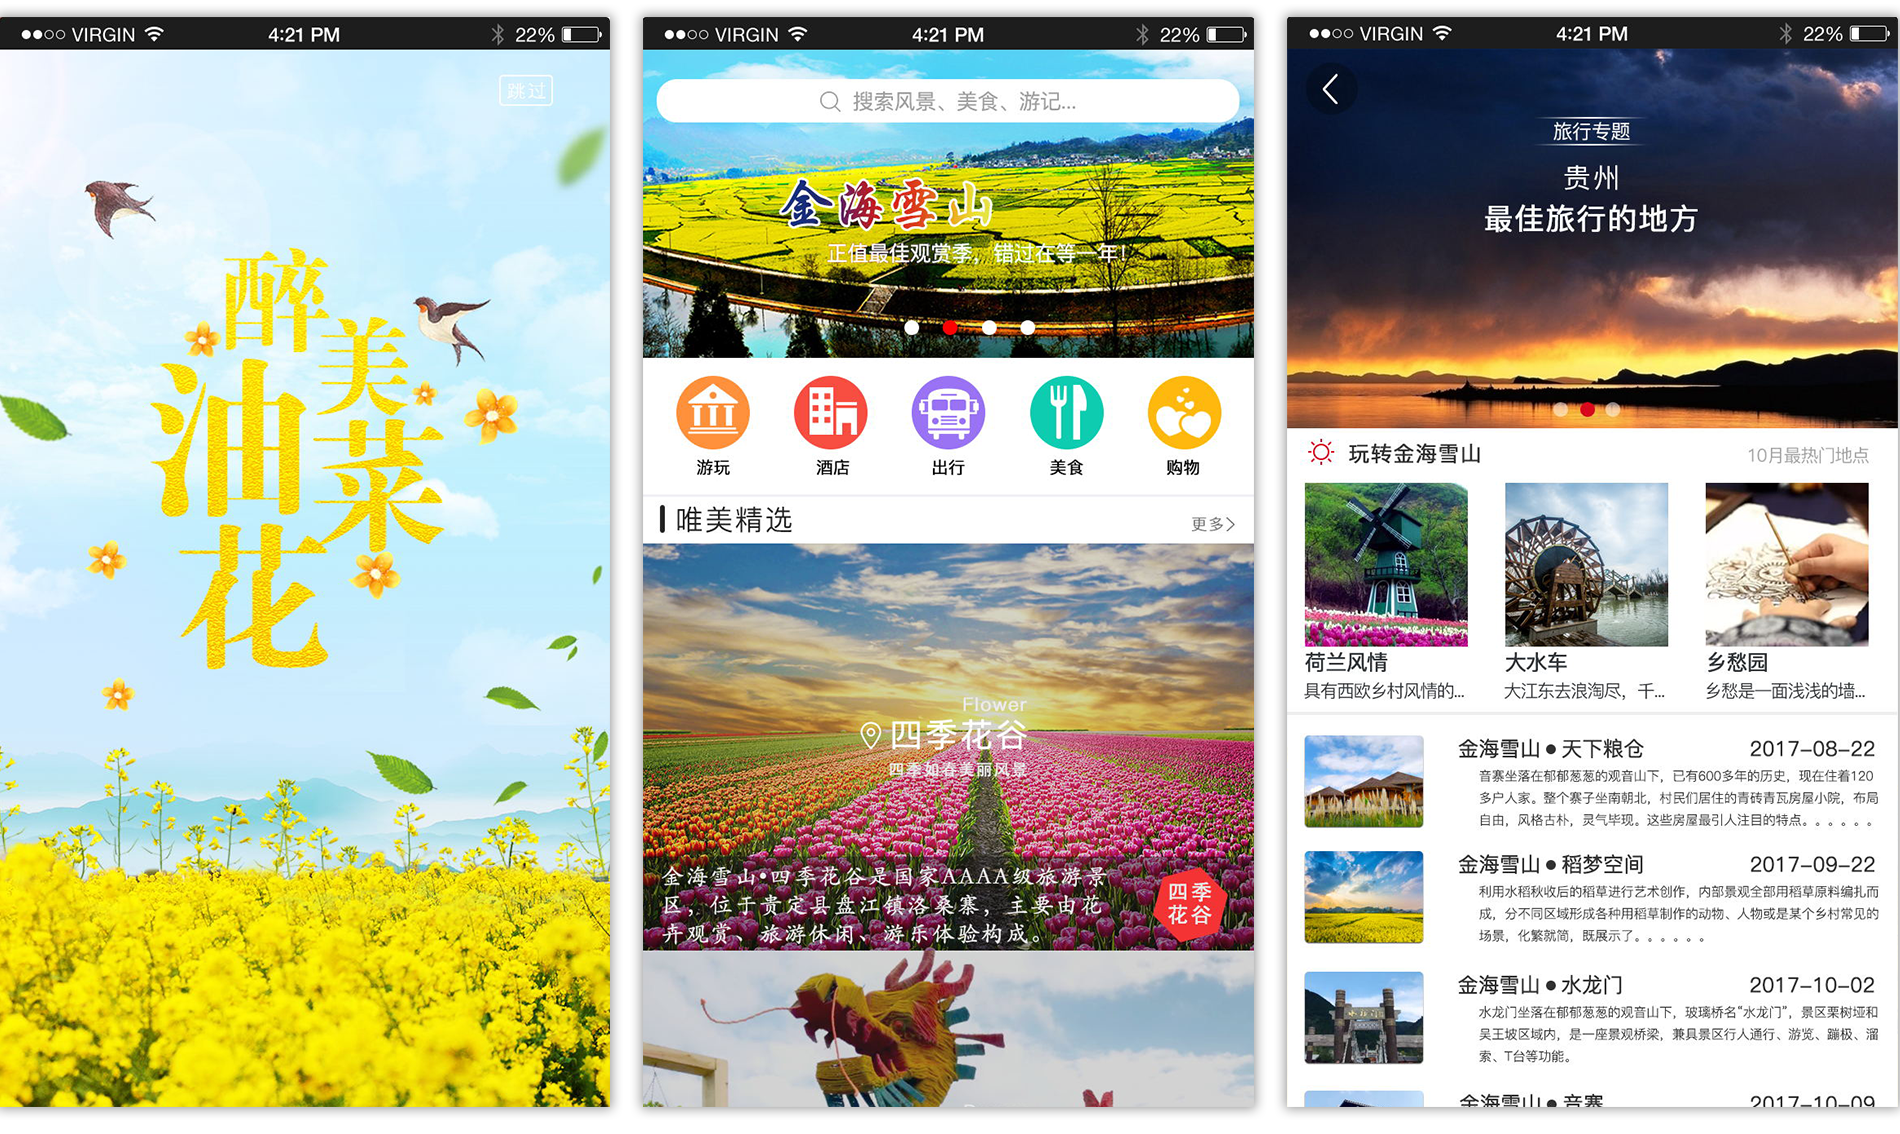 VIRGIN
4:21 PM
22%
跳过
醉
美
油
菜
花
VIRGIN
4:21 PM
22%
搜索风景、美食、游记...
金海雪山
正值最佳观赏季，错过在等一年！
游玩
酒店
出行
美食
购物
唯美精选
更多>
Flower
四季花谷
四季如春美丽风景
金海雪山•四季花谷是国家AAAA级旅游景
区，位于贵定县盘江镇洛桑寨，主要由花
卉观赏、旅游休闲、游乐体验构成。
四季
花谷
VIRGIN
4:21 PM
22%
旅行专题
贵州
最佳旅行的地方
玩转金海雪山
10月最热门地点
荷兰风情
具有西欧乡村风情的...
大水车
大江东去浪淘尽，千...
乡愁园
乡愁是一面浅浅的墙...
金海雪山●天下粮仓
2017-08-22
音寨坐落在郁郁葱葱的观音山下，已有600多年的历史，现在住着120
多户人家。整个寨子坐南朝北，村民们居住的青砖青瓦房屋小院，布局
自由，风格古朴，灵气毕现。这些房屋最引人注目的特点。。。。。。
金海雪山●稻梦空间
2017-09-22
利用水稻秋收后的稻草进行艺术创作，内部景观全部用稻草原料编扎而
成，分不同区域形成各种用稻草制作的动物、人物或是某个乡村常见的
场景，化繁就简，既展示了。。。。。。
金海雪山●水龙门
2017-10-02
水龙门坐落在郁郁葱葱的观音山下，玻璃桥名“水龙门”，景区栗树垭和
吴王坡区域内，是一座景观桥梁，兼具景区行人通行、游览、蹦极、溜
索、T台等功能。
金海雪山●音寨
2017-10-09